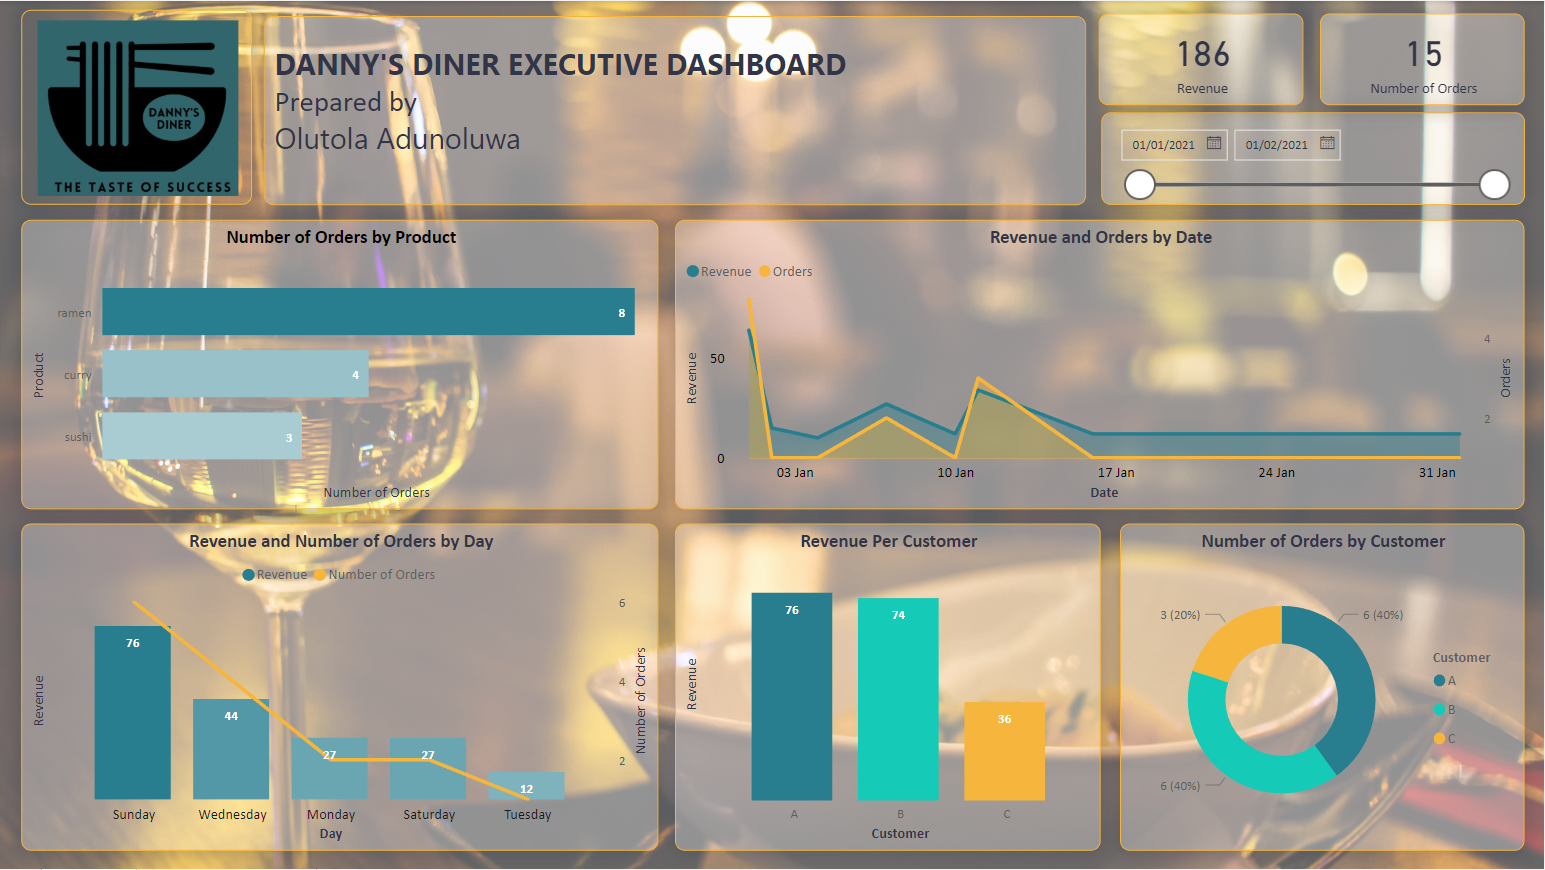 DANNY'S
DINER
THE TASTE OF SUCCESS
DANNY'S DINER EXECUTIVE DASHBOARD
Prepared by
Olutola Adunoluwa
186
Revenue
15
Number of Orders
01/01/2021
01/02/2021
Number of Orders by Product
Product
ramen
8
curry
4
sushi
3
Number of Orders
Revenue and Orders by Date
Revenue
Orders
Revenue
50
0
4
2
Orders
03 Jan
10 Jan
17 Jan
24 Jan
31 Jan
Date
Revenue and Number of Orders by Day
Revenue
Number of Orders
Revenue
76
44
27
27
12
6
4
2
Number of Orders
Sunday
Wednesday
Monday
Saturday
Tuesday
Day
Revenue Per Customer
Revenue
76
74
36
A
B
C
Customer
Number of Orders by Customer
3 (20%)
6 (40%)
6 (40%)
Customer
A
B
C